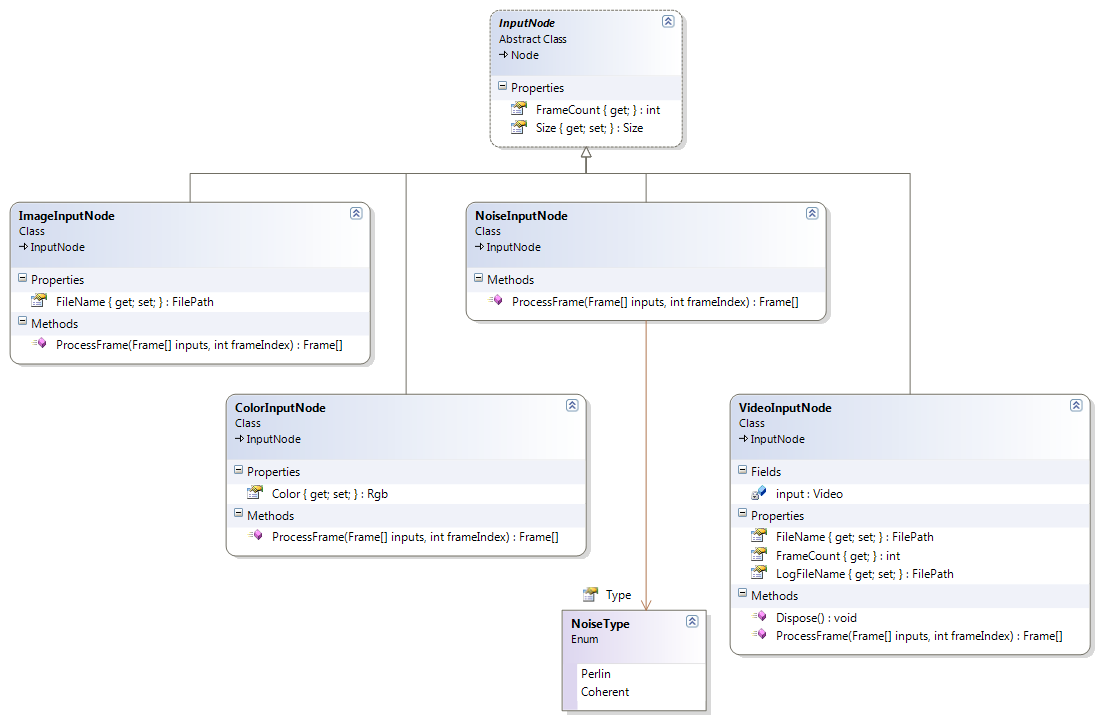 InputNode
Abstract Class
Node
Properties
FrameCount { get; } : int
Size { get; set; } : Size
ImageInputNode
Class
InputNode
Properties
FileName { get; set; } : FilePath
Methods
ProcessFrame(Frame[] inputs, int frameIndex) : Frame[]
NoiseInputNode
Class
InputNode
Methods
ProcessFrame(Frame[] inputs, int frameIndex) : Frame[]
ColorInputNode
Class
InputNode
Properties
Color { get; set; } : Rgb
Methods
ProcessFrame(Frame[] inputs, int frameIndex) : Frame[]
VideoInputNode
Class
InputNode
Fields
input : Video
Properties
FileName { get; set; } : FilePath
FrameCount { get; } : int
LogFileName { get; set; } : FilePath
Methods
Dispose() : void
ProcessFrame(Frame[] inputs, int frameIndex) : Frame[]
Type
NoiseType
Enum
Perlin
Coherent